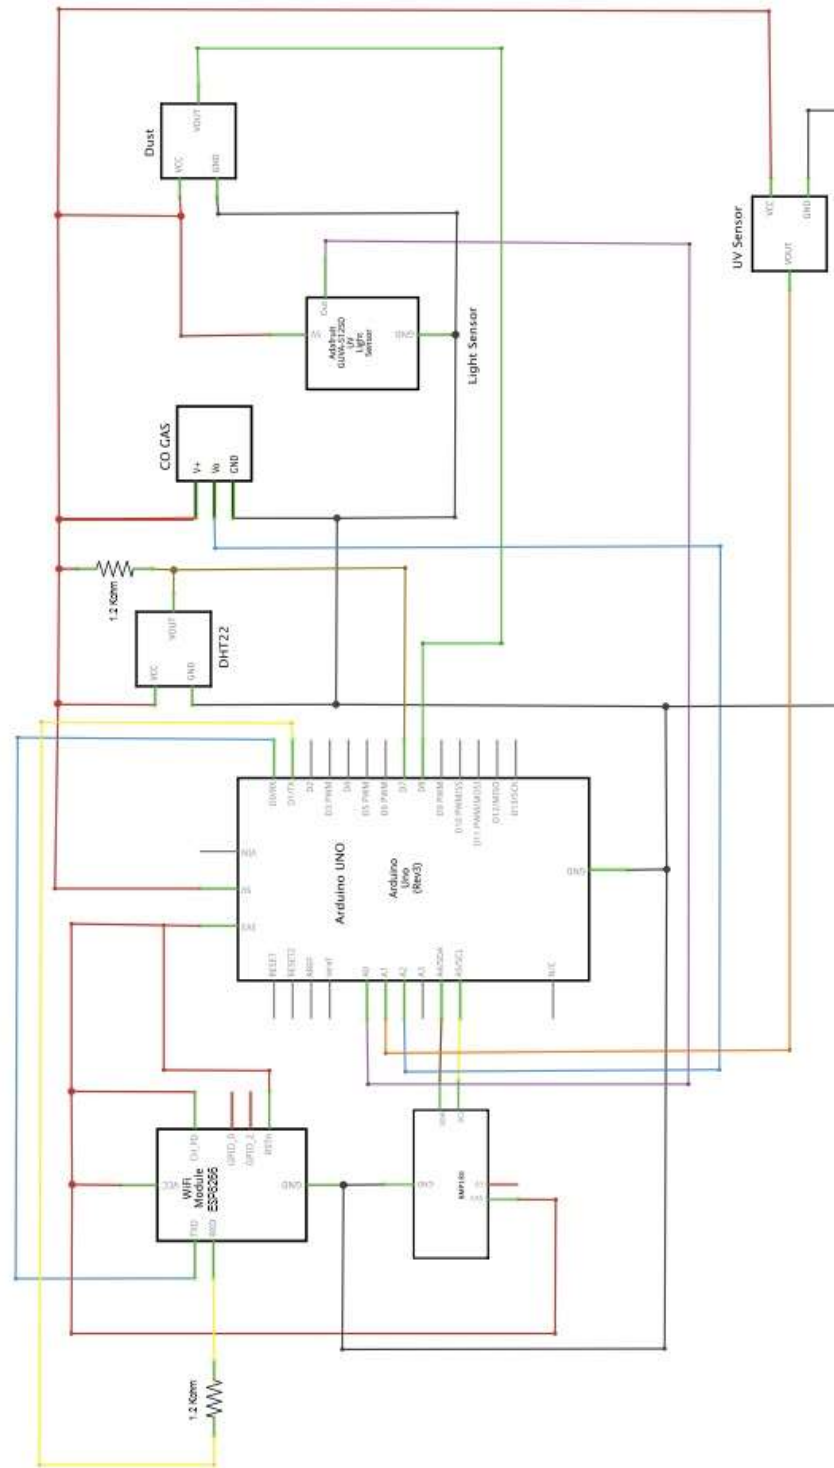 Dust
VOUT
VCC
GND
Out
5V
Adafruit
GUVA-S12SD
UV
Light
Sensor
GND
Light Sensor
UV Sensor
VCC
GND
VOUT
CO GAS
V+
Vo
GND
1.2 Kohm
VOUT
DHT22
VCC
GND
D0/RX
D1/TX
D2
D3 PWM
D4
D5 PWM
D6 PWM
D7
D8
D9 PWM
D10 PWM/SS
D11 PWM/MOSI
D12/MISO
D13/SCK
VIN
5V
3V3
Arduino UNO
Arduino
Uno
(Rev3)
GND
RESET
RESET2
AREF
ioref
A0
A1
A2
A3
A4/SDA
A5/SCL
N/C
CH_PD
GPIO_0
GPIO_2
RSTN
VCC
WiFi
Module
ESP8266
GND
TXD
RXD
SDA
SCL
GND
BMP180
3V3
1.2 Kohm